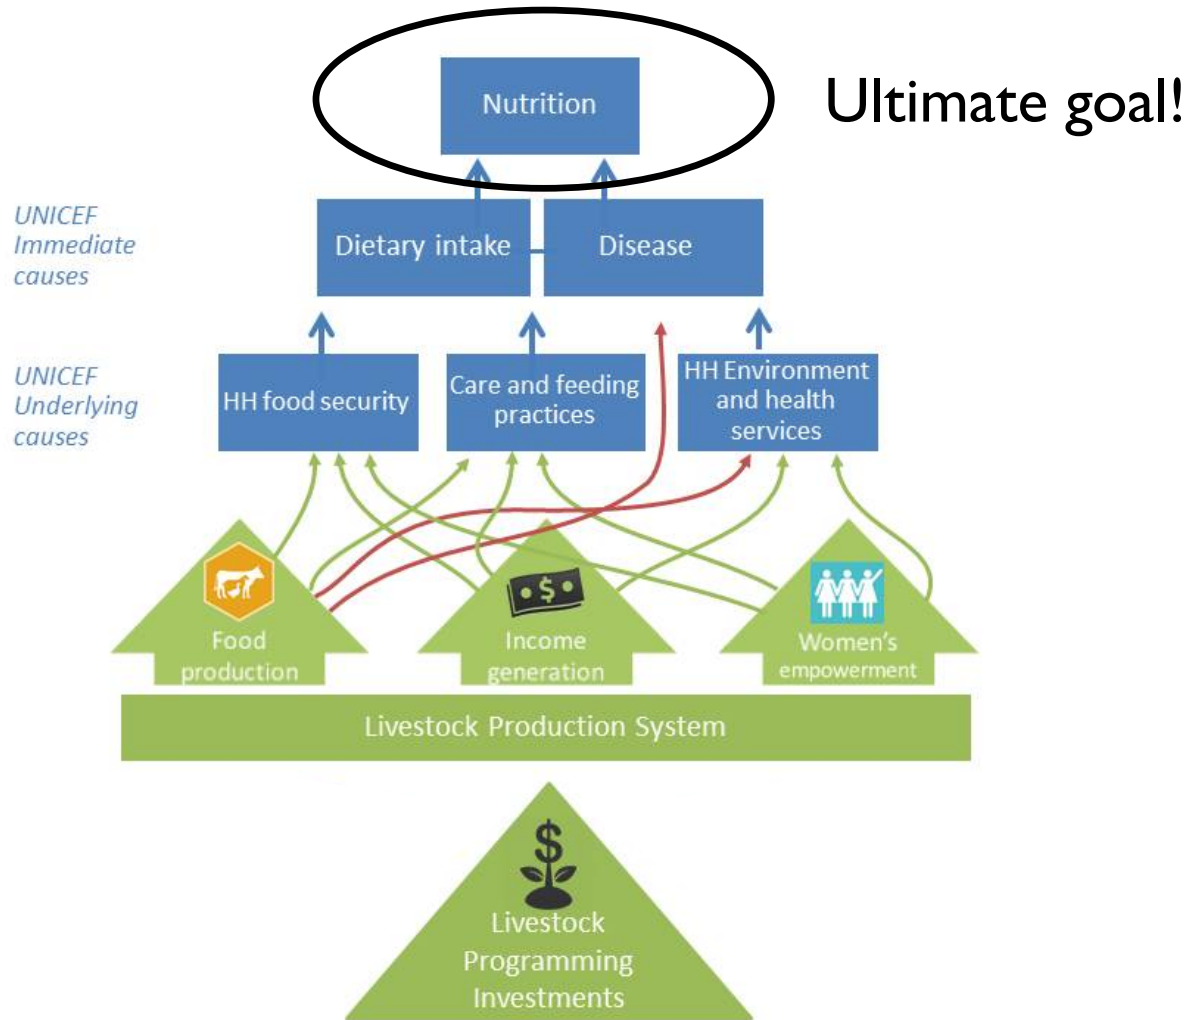 Nutrition
Ultimate goal!
UNICEF
Immediate
causes
Dietary intake
Disease
UNICEF
Underlying
causes
HH food security
Care and feeding
practices
HH Environment
and health
services
Food
production
$
Income
generation
Women's
empowerment
Livestock Production System
$
Livestock
Programming
Investments